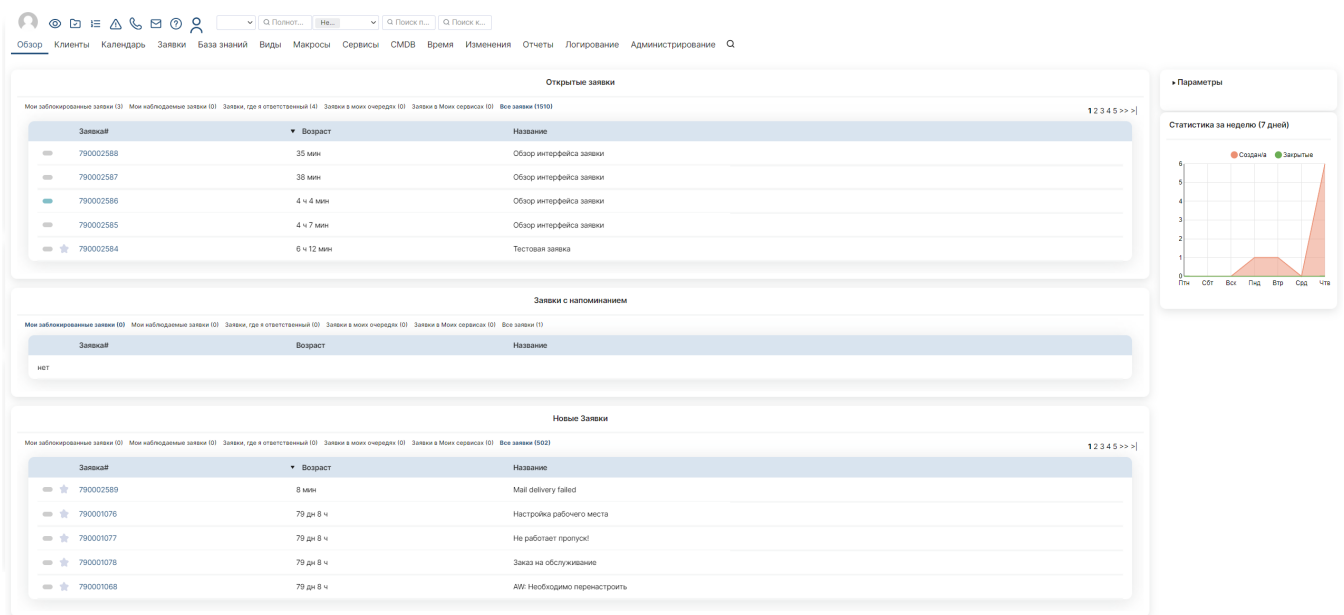 Полнот... Не... Поиск п... Поиск к...
Обзор Клиенты Календарь Заявки База знаний Виды Макросы Сервисы CMDB Время Изменения Отчеты Логирование Администрирование
Открытые заявки
Мои заблокированные заявки (3) Мои наблюдаемые заявки (0) Заявки, где я ответственный (4) Заявки в моих очередях (0) Заявки в Моих сервисах (0) Все заявки (1510)
1 2 3 4 5 >> >|
Заявка# ▼ Возраст Название
790002588 35 мин Обзор интерфейса заявки
790002587 38 мин Обзор интерфейса заявки
790002586 4 ч 4 мин Обзор интерфейса заявки
790002585 4 ч 7 мин Обзор интерфейса заявки
790002584 6 ч 12 мин Тестовая заявка
Заявки с напоминанием
Мои заблокированные заявки (0) Мои наблюдаемые заявки (0) Заявки, где я ответственный (0) Заявки в моих очередях (0) Заявки в Моих сервисах (0) Все заявки (1)
Заявка# Возраст Название
нет
Новые Заявки
Мои заблокированные заявки (0) Мои наблюдаемые заявки (0) Заявки, где я ответственный (0) Заявки в моих очередях (0) Заявки в Моих сервисах (0) Все заявки (502)
1 2 3 4 5 >> >|
Заявка# ▼ Возраст Название
790002589 8 мин Mail delivery failed
790001076 79 дн 8 ч Настройка рабочего места
790001077 79 дн 8 ч Не работает пропуск!
790001078 79 дн 8 ч Заказ на обслуживание
790001068 79 дн 8 ч AW: Необходимо перенастроить
Параметры
Статистика за неделю (7 дней)
Создан/а Закрытые
6
5
4
3
2
1
0
Птн Сбт Вск Пнд Втр Срд Чтв